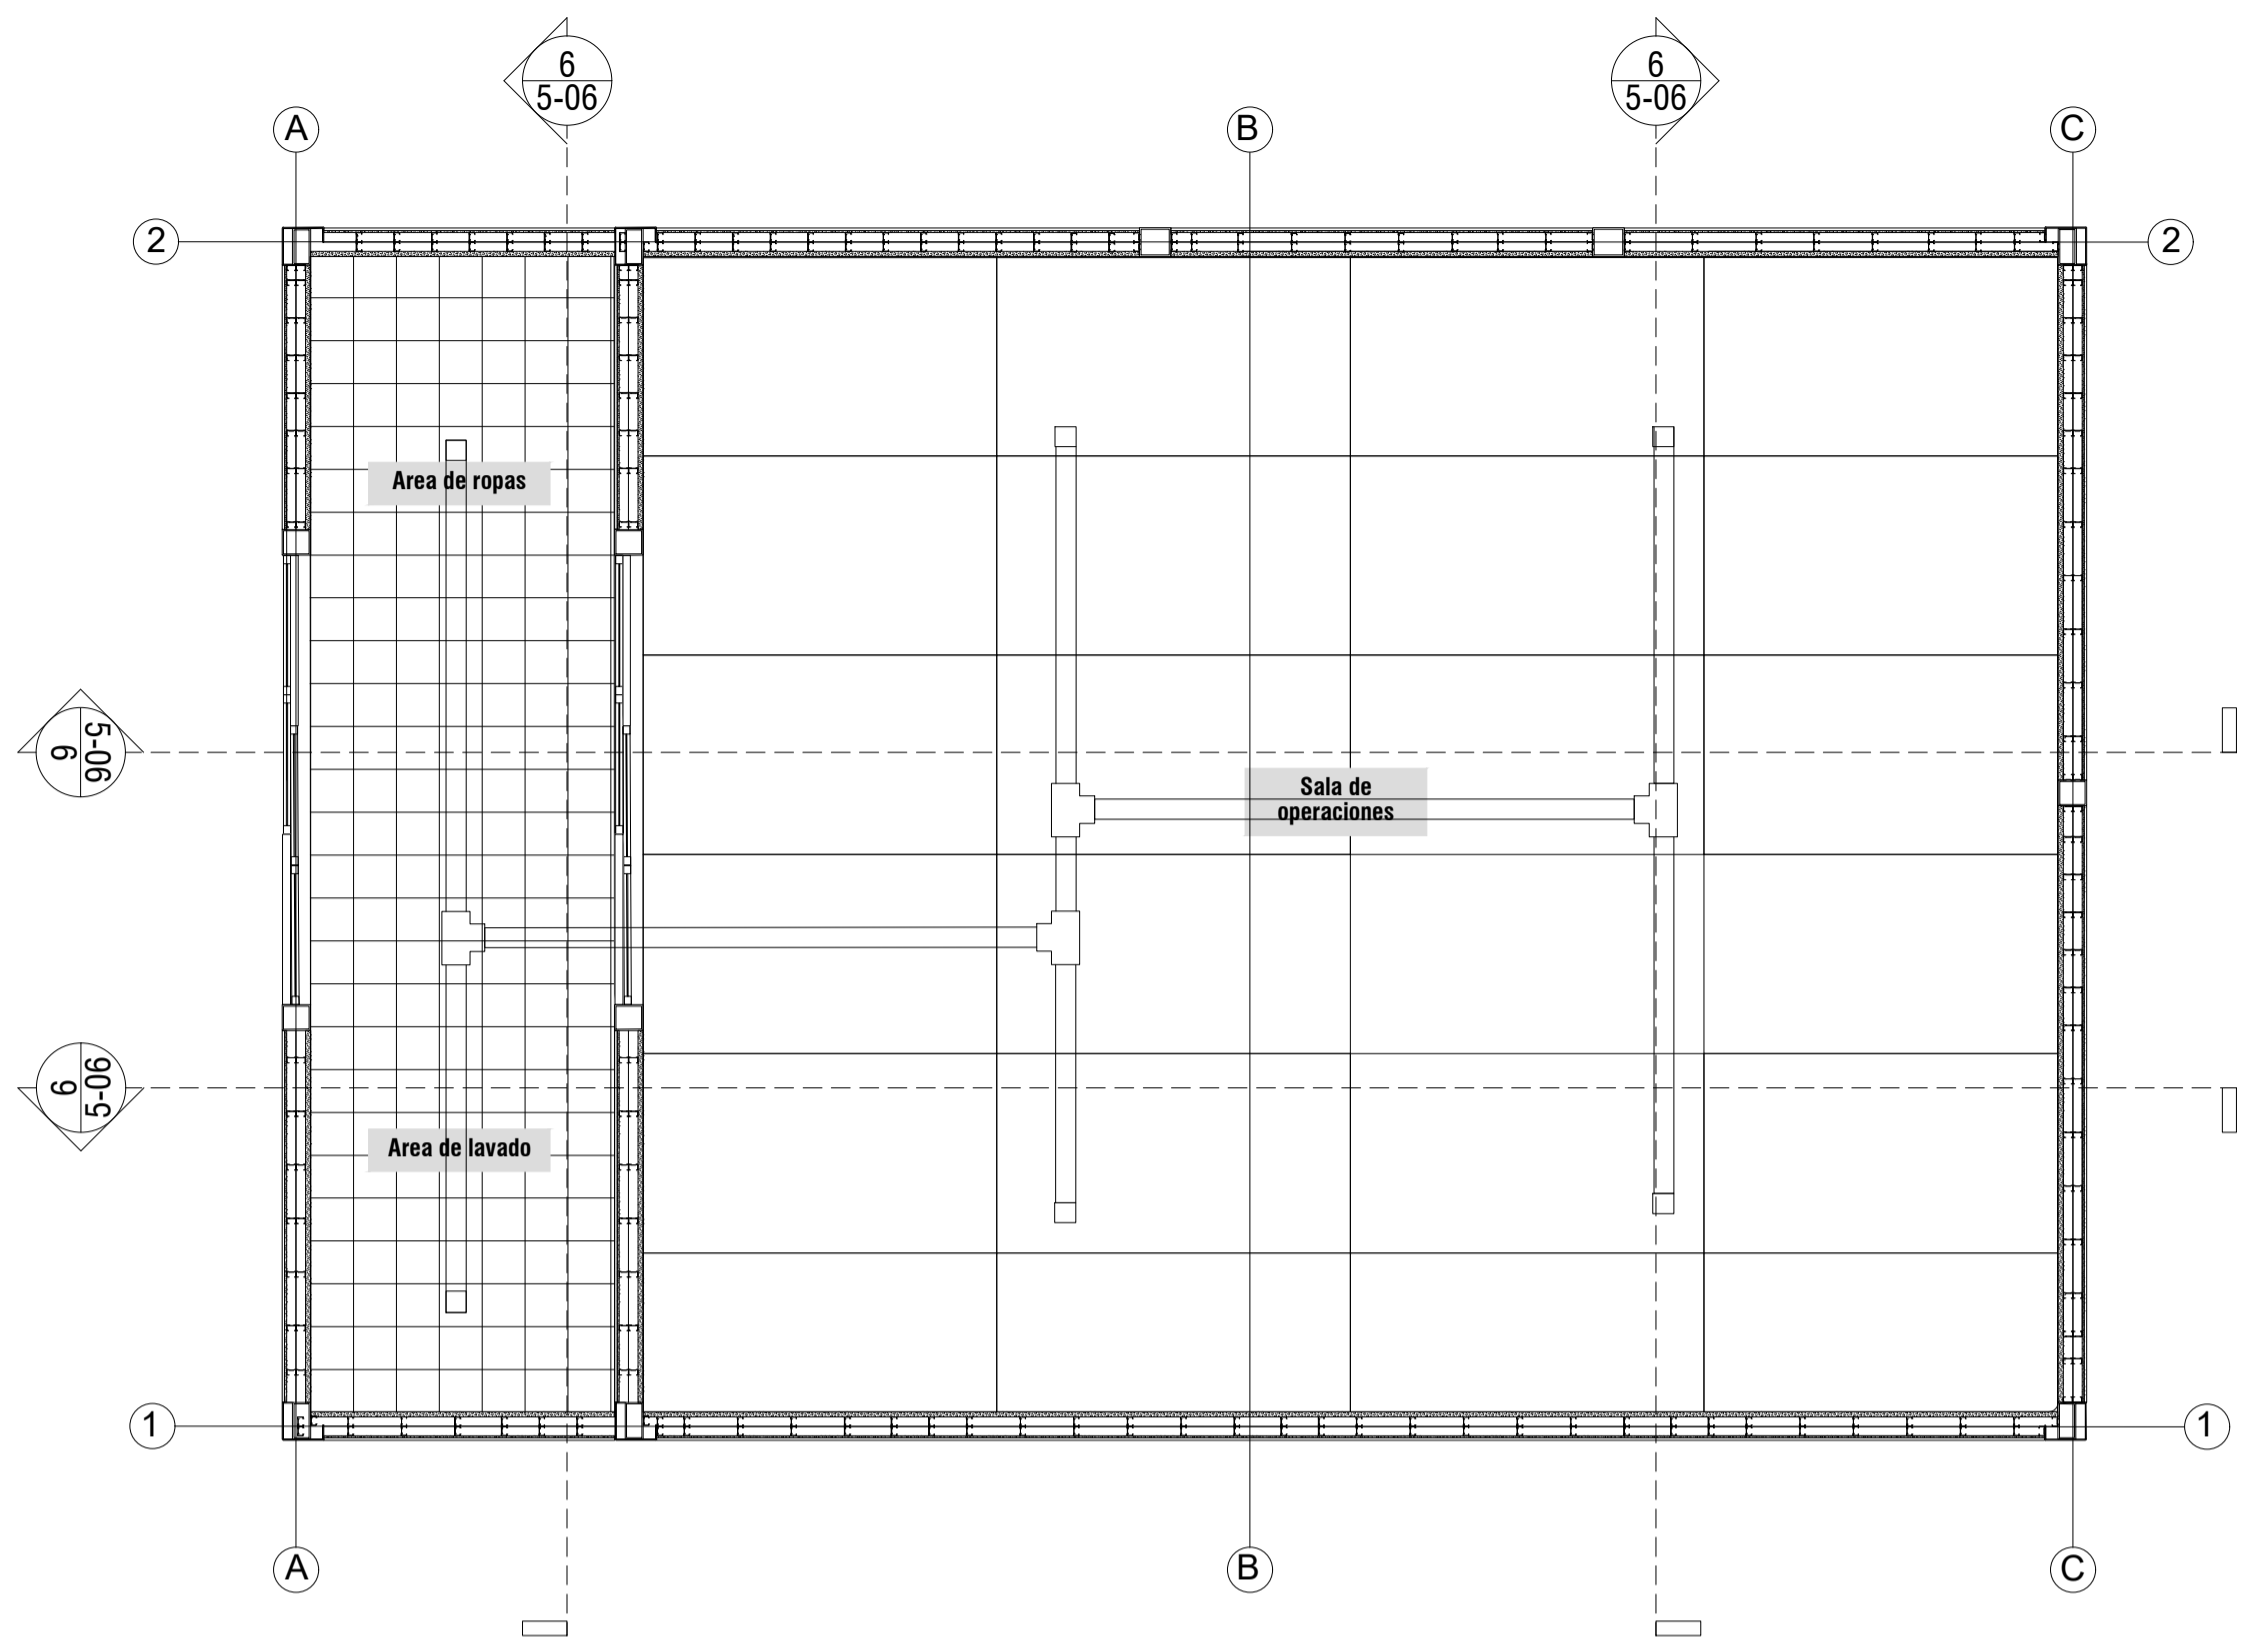 6
5-06
6
5-06
A
B
C
2
2
Area de ropas
5-06
6
Sala de
operaciones
6
5-06
Area de lavado
1
1
A
B
C